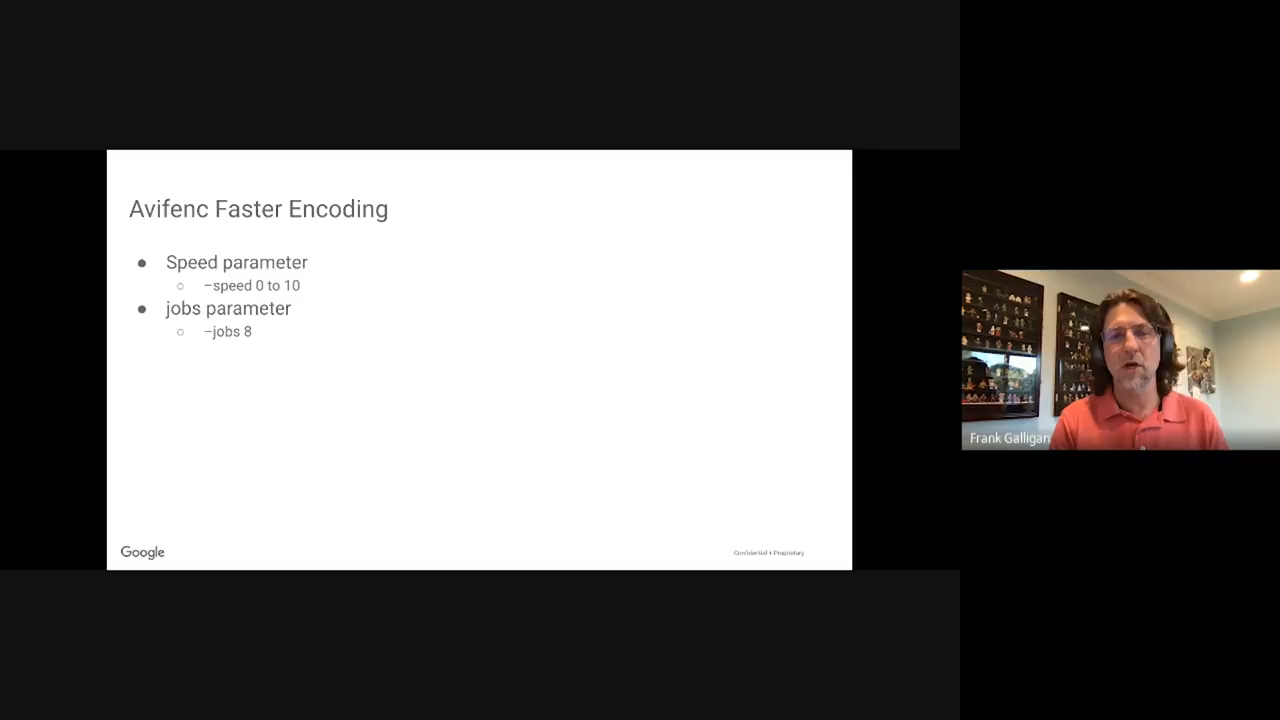 Avifenc Faster Encoding
● Speed parameter
○ –speed 0 to 10
● jobs parameter
○ –jobs 8
Google
Confidential + Proprietary
Frank Galligan